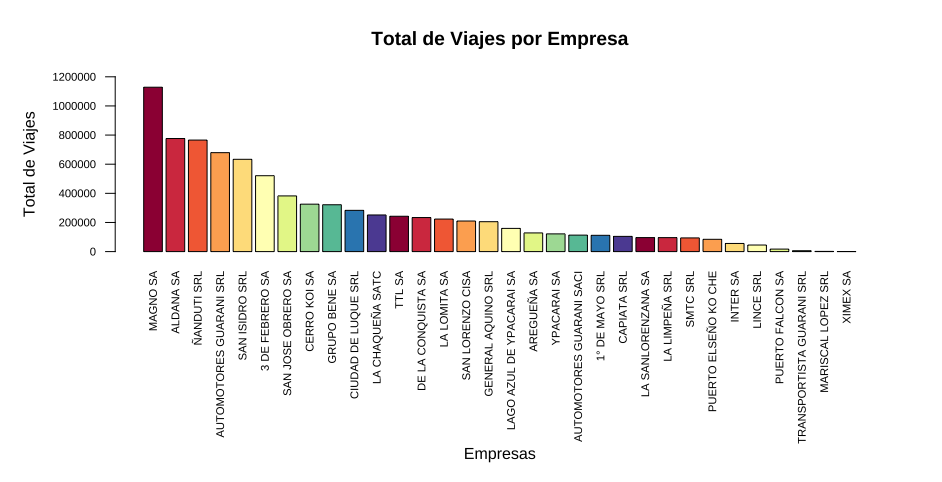 Total de Viajes por Empresa
Total de Viajes
1200000
1000000
800000
600000
400000
200000
0
MAGNO SA
ALDANA SA
ÑANDUTI SRL
AUTOMOTORES GUARANI SRL
SAN ISIDRO SRL
3 DE FEBRERO SA
SAN JOSE OBRERO SA
CERRO KOI SA
GRUPO BENE SA
CIUDAD DE LUQUE SRL
LA CHAQUEÑA SATC
TTL SA
DE LA CONQUISTA SA
LA LOMITA SA
SAN LORENZO CISA
GENERAL AQUINO SRL
LAGO AZUL DE YPACARAI SA
AREGUEÑA SA
YPACARAI SA
AUTOMOTORES GUARANI SACI
1° DE MAYO SRL
CAPIATA SRL
LA SANLORENZANA SA
LA LIMPEÑA SRL
SMTC SRL
PUERTO ELSEÑO KO CHE
INTER SA
LINCE SRL
PUERTO FALCON SA
TRANSPORTISTA GUARANI SRL
MARISCAL LOPEZ SRL
XIMEX SA
Empresas